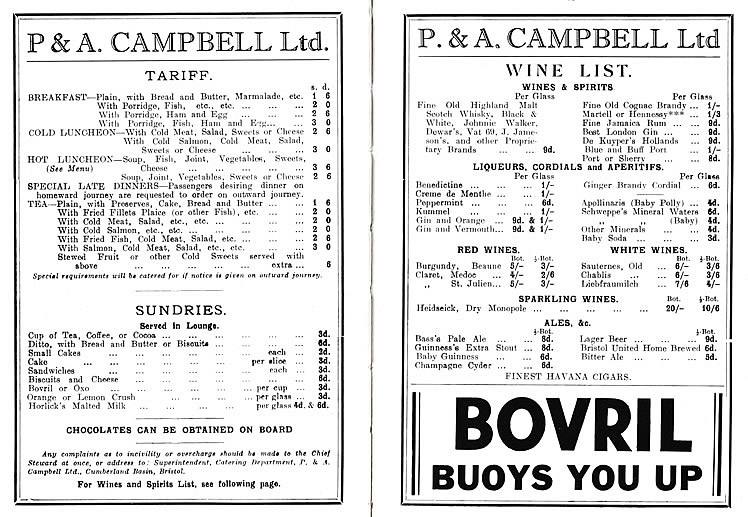 P & A. CAMPBELL Ltd.
TARIFF.
s. d.
BREAKFAST—Plain, with Bread and Butter, Marmalade, etc. 1 6
With Porridge, Fish, etc., etc. ... ... ... 2 0
With Porridge, Ham and Egg ... ... ... 2 6
With Porridge, Fish, Ham and Egg... ... 3 0
COLD LUNCHEON—With Cold Meat, Salad, Sweets or Cheese 2 6
With Cold Salmon, Cold Meat, Salad,
Sweets or Cheese ... ... ... ... 3 0
HOT LUNCHEON—Soup, Fish, Joint, Vegetables, Sweets,
(See Menu) Cheese ... ... ... ... ... 3 6
Soup, Joint, Vegetables, Sweets or Cheese 2 6
SPECIAL LATE DINNERS—Passengers desiring dinner on
homeward journey are requested to order on outward journey.
TEA—Plain, with Preserves, Cake, Bread and Butter ... ... 1 6
With Fried Fillets Plaice (or other Fish), etc. ... ... 2 0
With Cold Meat, Salad, etc., etc. ... ... ... ... 2 0
With Cold Salmon, etc., etc. ... ... ... ... ... 2 0
With Fried Fish, Cold Meat, Salad, etc. ... ... ... 2 6
With Salmon, Cold Meat, Salad, etc., etc. ... ... ... 3 0
Stewed Fruit or other Cold Sweets served with
above ... ... ... ... ... extra ... 6
Special requirements will be catered for if notice is given on outward journey.
SUNDRIES.
Served in Lounge.
Cup of Tea, Coffee, or Cocoa ... ... ... ... ... ... 3d.
Ditto, with Bread and Butter or Biscuits ... ... ... ... 6d.
Small Cakes ... ... ... ... ... each ... 2d.
Cake ... ... ... ... ... per slice ... 3d.
Sandwiches ... ... ... ... ... each ... 3d.
Biscuits and Cheese ... ... ... ... ... ... ... 6d.
Bovril or Oxo ... ... ... ... ... per cup ... 3d.
Orange or Lemon Crush ... ... ... ... per glass ... 3d.
Horlick's Malted Milk ... ... ... ... per glass 4d. & 6d.
CHOCOLATES CAN BE OBTAINED ON BOARD
Any complaints as to incivility or overcharge should be made to the Chief
Steward at once, or address to: Superintendent, Catering Department, P. & A.
Campbell Ltd., Cumberland Basin, Bristol.
For Wines and Spirits List, see following page.
P. & A. CAMPBELL Ltd
WINE LIST.
WINES & SPIRITS
Per Glass
Fine Old Highland Malt
Scotch Whisky, Black &
White, Johnnie Walker,
Dewar's, Vat 69, J. Jame-
son's, and other Proprie-
tary Brands ... ... 9d.
Per Glass
Fine Old Cognac Brandy ... 1/-
Martell or Hennessy*** ... 1/3
Fine Jamaica Rum ... ... 9d.
Best London Gin ... ... 9d.
De Kuyper's Hollands ... 9d.
Blue and Buff Port ... 1/-
Port or Sherry ... ... 8d.
LIQUEURS, CORDIALS and APERITIFS.
Per Glass
Benedictine ... ... ... 1/-
Creme de Menthe ... ... 1/-
Peppermint ... ... ... 6d.
Kummel ... ... ... 1/-
Gin and Orange ... 9d. & 1/-
Gin and Vermouth... 9d. & 1/-
Per Glass
Ginger Brandy Cordial ... 6d.
Apollinaris (Baby Polly) ... 4d.
Schweppe's Mineral Waters 6d.
" " (Baby) 4d.
Other Minerals ... ... 4d.
Baby Soda ... ... ... 3d.
RED WINES.
Bot. ½-Bot.
Burgundy, Beaune 5/- 3/-
Claret, Medoc ... 4/- 2/6
" St. Julien... 5/- 3/-
WHITE WINES.
Bot. ½-Bot.
Sauternes, Old ... 6/- 3/6
Chablis ... ... 6/- 3/6
Liebfraumilch ... 7/6 4/-
SPARKLING WINES. Bot. ½-Bot.
Heidseick, Dry Monopole ... ... ... ... ... 20/- 10/6
ALES, &c.
½-Bot.
Bass's Pale Ale ... ... 8d.
Guinness's Extra Stout ... 8d.
Baby Guinness ... ... 6d.
Champagne Cyder ... ... 6d.
½-Bot.
Lager Beer ... ... ... 9d.
Bristol United Home Brewed 6d.
Bitter Ale ... ... ... 5d.
FINEST HAVANA CIGARS.
BOVRIL
BUOYS YOU UP